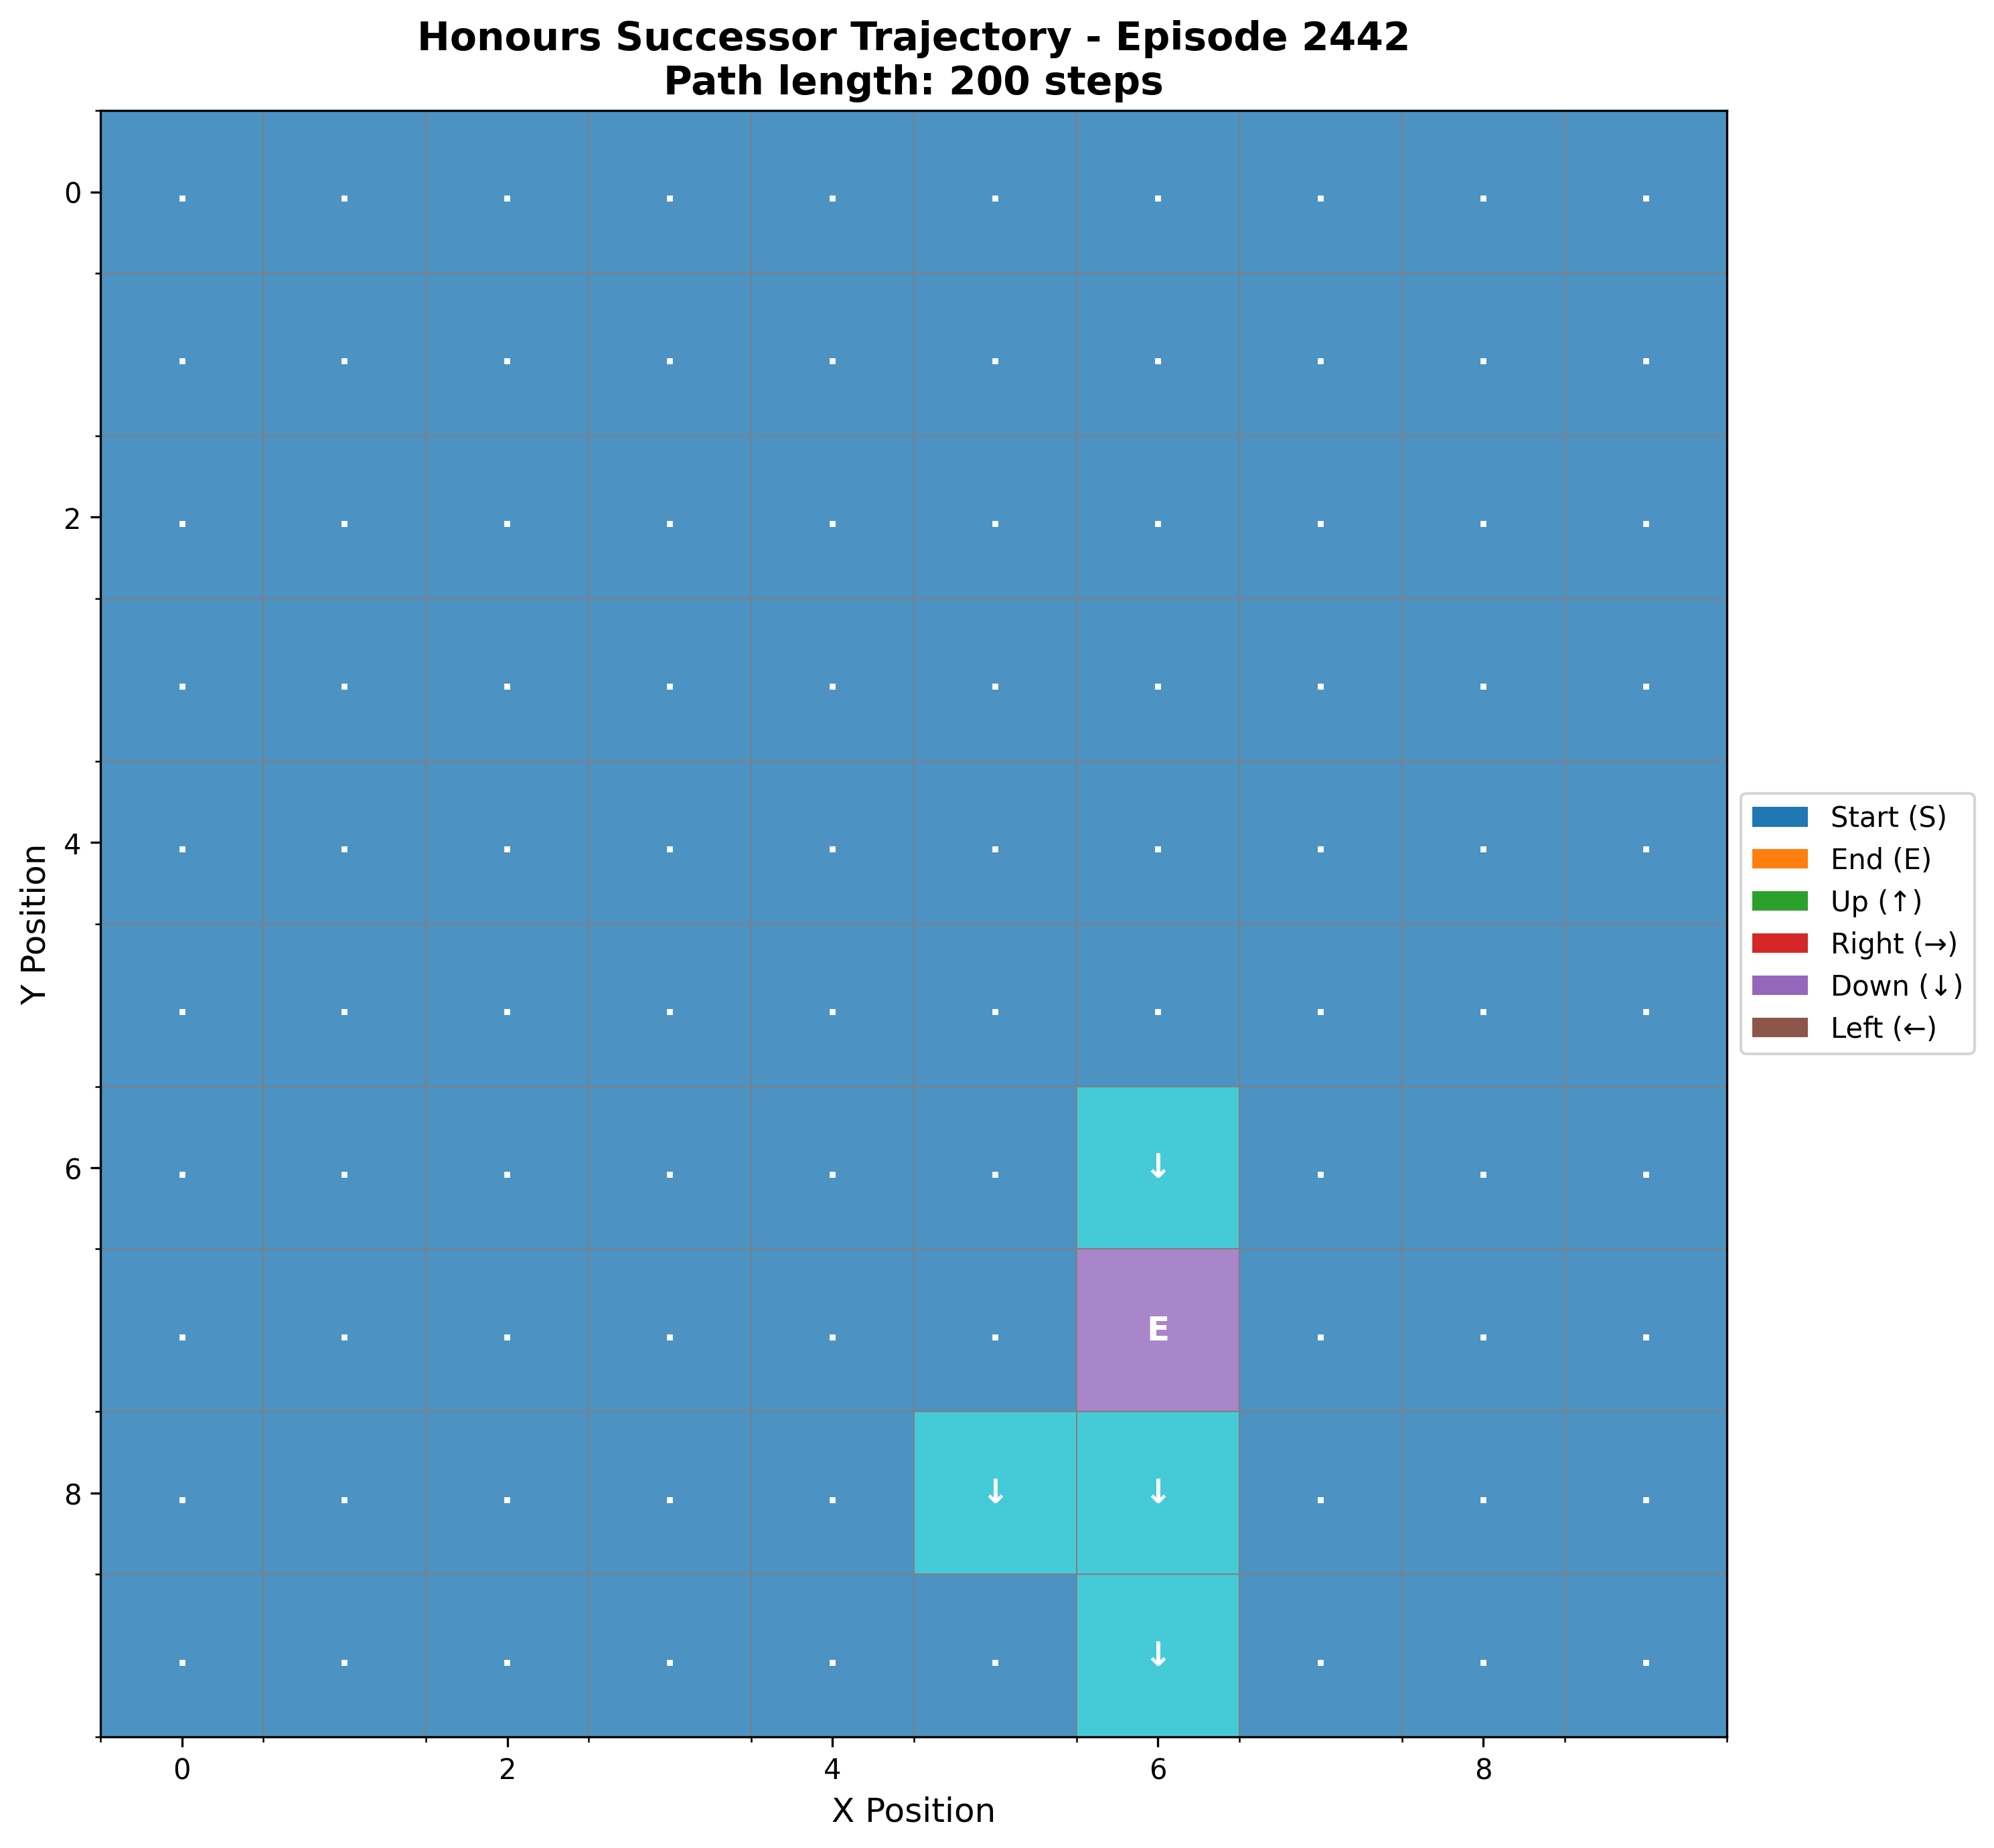 Honours Successor Trajectory - Episode 2442
Path length: 200 steps
0
2
4
6
8
Y Position
↓
E
↓ ↓
↓
0 2 4 6 8
X Position
Start (S)
End (E)
Up (↑)
Right (→)
Down (↓)
Left (←)